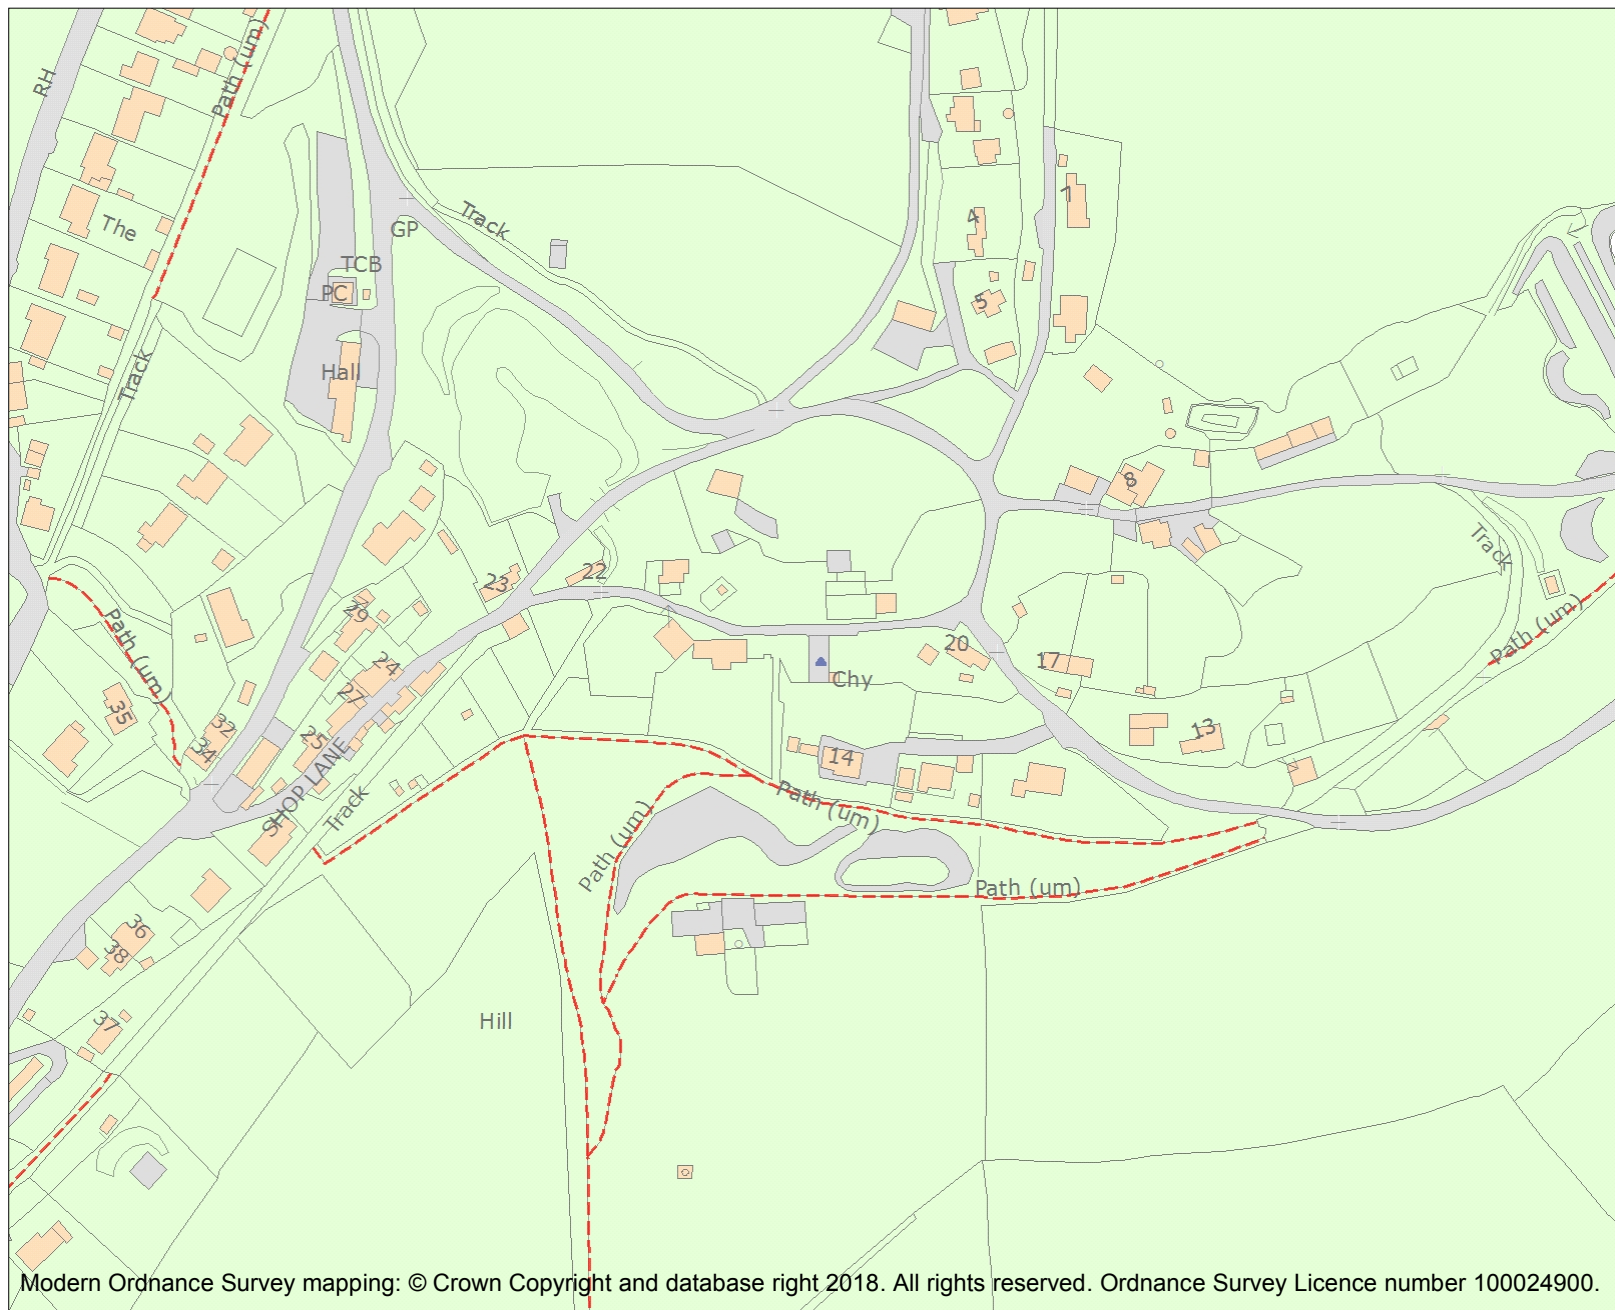 RH
Path (um)
The
GP
Track
TCB
PC
Hall
Track
7
4
5
8
Track
Path (um)
Path (um)
23
22
29
24
27
25
SHOP LANE
Track
35
32
34
20
17
Chy
13
14
Path (um)
Path (um)
Path (um)
36
38
37
Hill
Modern Ordnance Survey mapping: © Crown Copyright and database right 2018. All rights reserved. Ordnance Survey Licence number 100024900.